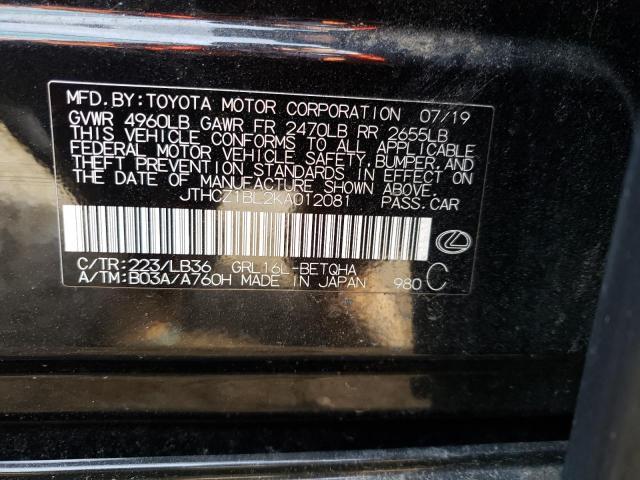 MFD. BY: TOYOTA MOTOR CORPORATION 07/19
GVWR 4960LB GAWR FR 2470LB RR 2655LB
THIS VEHICLE CONFORMS TO ALL APPLICABLE
FEDERAL MOTOR VEHICLE SAFETY, BUMPER, AND
THEFT PREVENTION STANDARDS IN EFFECT ON
THE DATE OF MANUFACTURE SHOWN ABOVE.
JTHCZ1BL2KA012081 PASS. CAR
C/TR: 223/LB36 GRL16L-BETQHA
A/TM: B03A/A760H MADE IN JAPAN 980 C